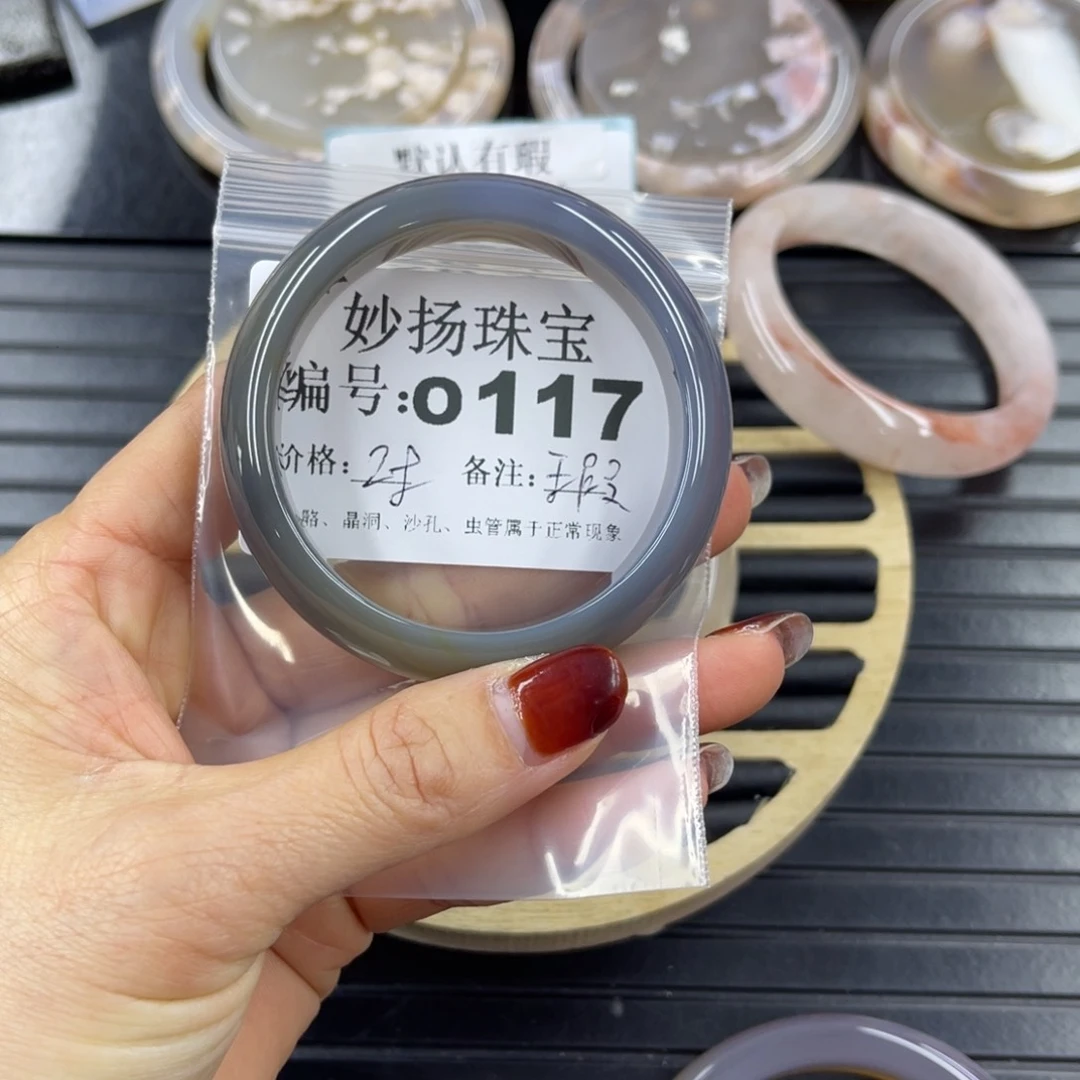 默认有瑕
妙扬珠宝
编号:0117
价格: 备注:
胳、晶洞、沙孔、虫管属于正常现象